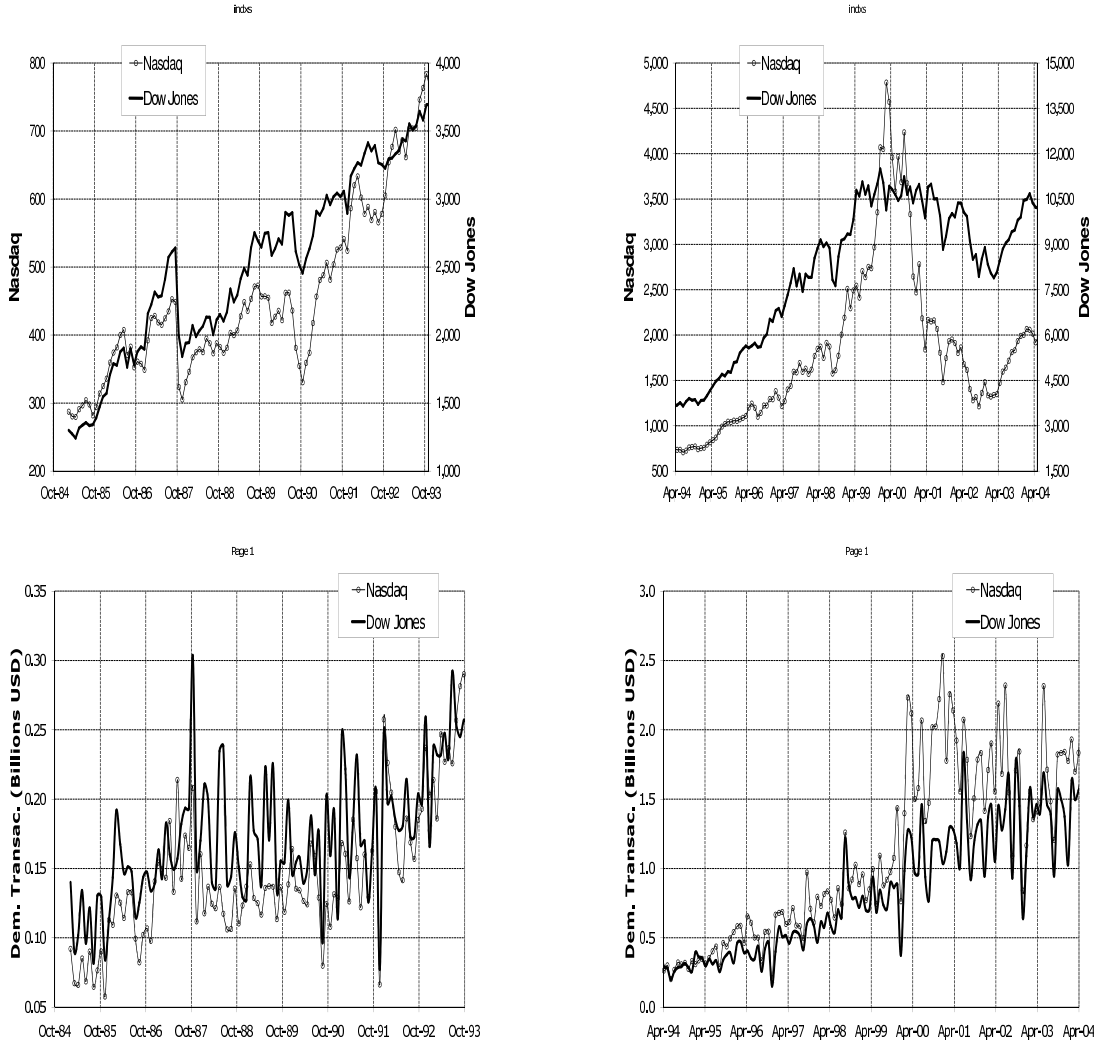 indxs
Nasdaq
Dow Jones
800
700
600
500
400
300
200
4,000
3,500
3,000
2,500
2,000
1,500
1,000
Nasdaq
Dow Jones
Oct-84 Oct-85 Oct-86 Oct-87 Oct-88 Oct-89 Oct-90 Oct-91 Oct-92 Oct-93
Page 1
indxs
Nasdaq
Dow Jones
5,000
4,500
4,000
3,500
3,000
2,500
2,000
1,500
1,000
500
15,000
13,500
12,000
10,500
9,000
7,500
6,000
4,500
3,000
1,500
Nasdaq
Dow Jones
Apr-94 Apr-95 Apr-96 Apr-97 Apr-98 Apr-99 Apr-00 Apr-01 Apr-02 Apr-03 Apr-04
Page 1
Nasdaq
Dow Jones
0.35
0.30
0.25
0.20
0.15
0.10
0.05
Dem. Transac. (Billions USD)
Oct-84 Oct-85 Oct-86 Oct-87 Oct-88 Oct-89 Oct-90 Oct-91 Oct-92 Oct-93
Nasdaq
Dow Jones
3.0
2.5
2.0
1.5
1.0
0.5
0.0
Dem. Transac. (Billions USD)
Apr-94 Apr-95 Apr-96 Apr-97 Apr-98 Apr-99 Apr-00 Apr-01 Apr-02 Apr-03 Apr-04